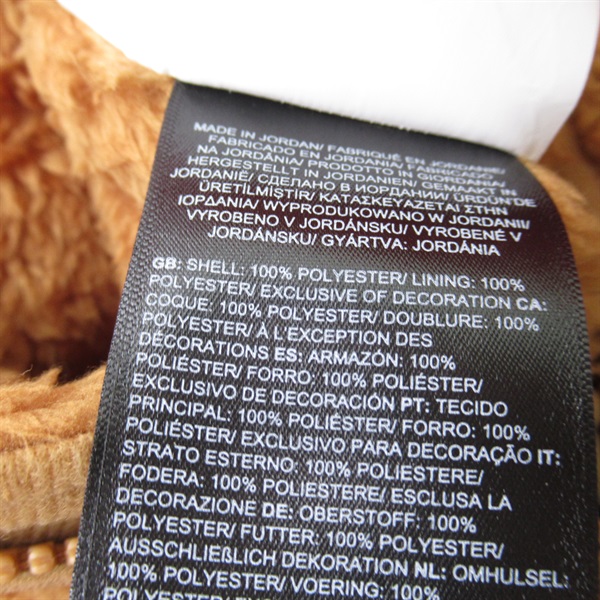 MADE IN JORDAN/ FABRIQUÉ EN JORDANIE/
FABRICADO EN JORDANIA/ FABRICADO
NA JORDÂNIA/ PRODOTTO IN GIORDANIA/
HERGESTELLT IN JORDANIEN/ GEMAAKT IN
JORDANIË/ СДЕЛАНО В ИОРДАНИИ/ ÜRDÜN'DE
ÜRETİLMİSTİR/ ΚΑΤΑΣΚΕΥΑΖΕΤΑΙ ΣΤΗΝ
ΙΟΡΔΑΝΙΑ/ WYPRODUKOWANO W JORDANII/
VYROBENO V JORDÁNSKU/ VYROBENÉ V
JORDÁNSKU/ GYÁRTVA: JORDÁNIA
GB: SHELL: 100% POLYESTER/ LINING: 100%
POLYESTER/ EXCLUSIVE OF DECORATION CA:
COQUE: 100% POLYESTER/ DOUBLURE: 100%
POLYESTER/ À L'EXCEPTION DES
DÉCORATIONS ES: ARMAZÓN: 100%
POLIÉSTER/ FORRO: 100% POLIÉSTER/
EXCLUSIVO DE DECORACIÓN PT: TECIDO
PRINCIPAL: 100% POLIÉSTER/ FORRO: 100%
POLIÉSTER/ EXCLUSIVO PARA DECORAÇÃO IT:
STRATO ESTERNO: 100% POLIESTERE/
FODERA: 100% POLIESTERE/ ESCLUSA LA
DECORAZIONE DE: OBERSTOFF: 100%
POLYESTER/ FUTTER: 100% POLYESTER/
AUSSCHLIEßLICH DEKORATION NL: OMHULSEL:
100% POLYESTER/ VOERING: 100%